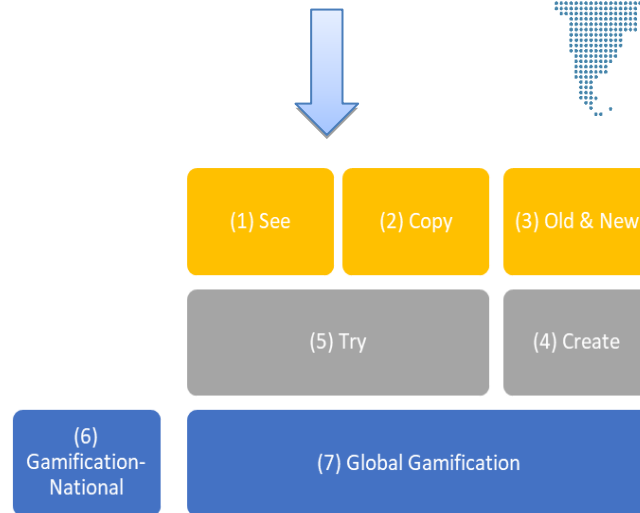 (1) See
(2) Copy
(3) Old & New
(5) Try
(4) Create
(6)
Gamification-
National
(7) Global Gamification